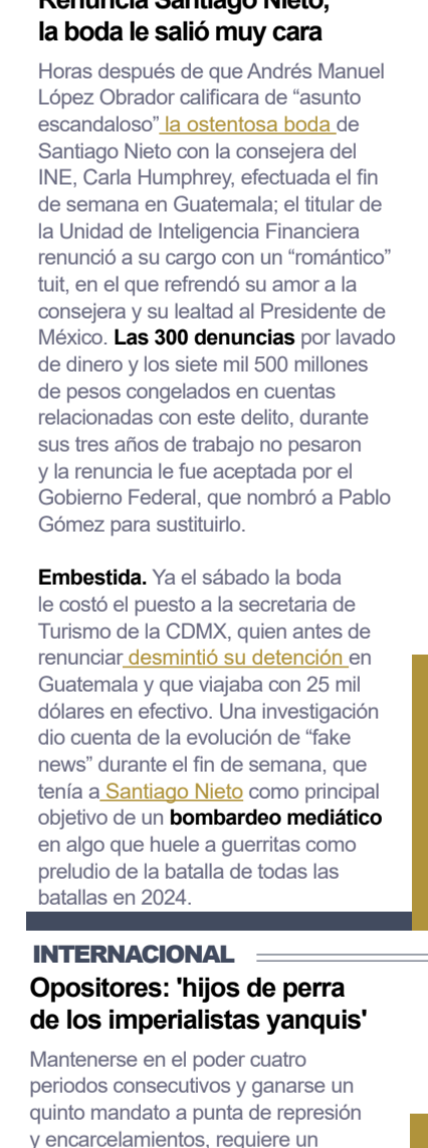 Renuncia Santiago Nieto,
la boda le salió muy cara
Horas después de que Andrés Manuel
López Obrador calificara de “asunto
escandaloso” la ostentosa boda de
Santiago Nieto con la consejera del
INE, Carla Humphrey, efectuada el fin
de semana en Guatemala; el titular de
la Unidad de Inteligencia Financiera
renunció a su cargo con un “romántico”
tuit, en el que refrendó su amor a la
consejera y su lealtad al Presidente de
México. Las 300 denuncias por lavado
de dinero y los siete mil 500 millones
de pesos congelados en cuentas
relacionadas con este delito, durante
sus tres años de trabajo no pesaron
y la renuncia le fue aceptada por el
Gobierno Federal, que nombró a Pablo
Gómez para sustituirlo.
Embestida. Ya el sábado la boda
le costó el puesto a la secretaria de
Turismo de la CDMX, quien antes de
renunciar desmintió su detención en
Guatemala y que viajaba con 25 mil
dólares en efectivo. Una investigación
dio cuenta de la evolución de “fake
news” durante el fin de semana, que
tenía a Santiago Nieto como principal
objetivo de un bombardeo mediático
en algo que huele a guerritas como
preludio de la batalla de todas las
batallas en 2024.
INTERNACIONAL
Opositores: 'hijos de perra
de los imperialistas yanquis'
Mantenerse en el poder cuatro
periodos consecutivos y ganarse un
quinto mandato a punta de represión
y encarcelamientos, requiere un